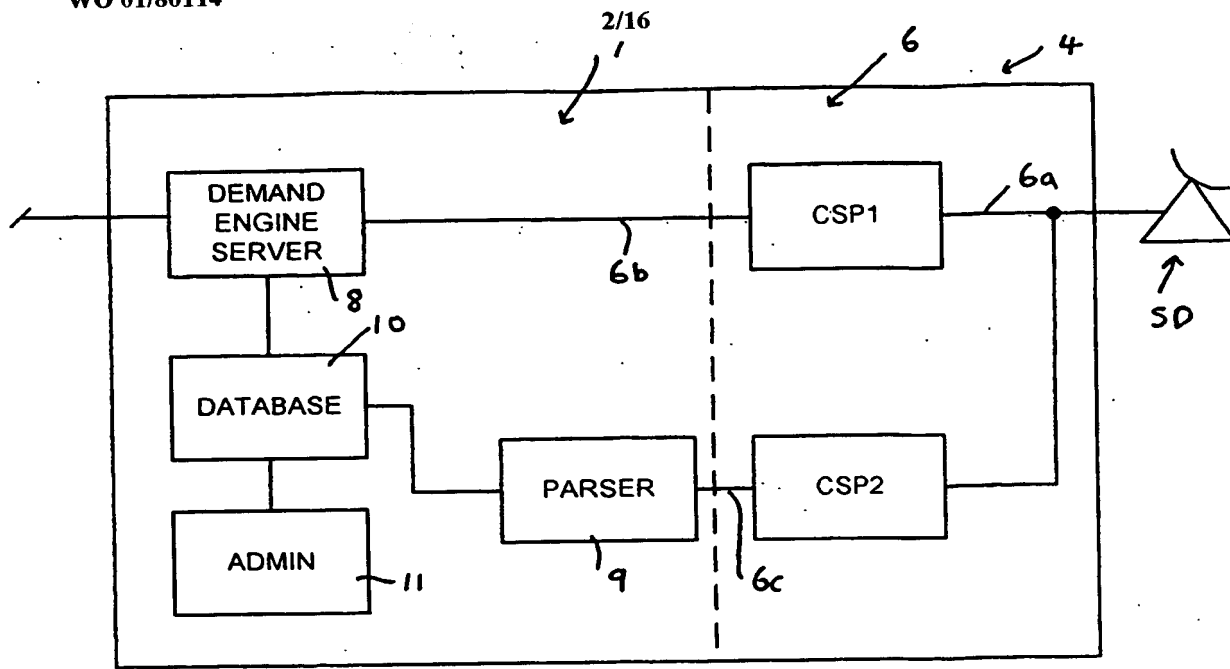 WO 01/80114
2/16
1
6
4
DEMAND
ENGINE
SERVER
8
6b
CSP1
6a
SD
10
DATABASE
PARSER
9
6c
CSP2
ADMIN
11